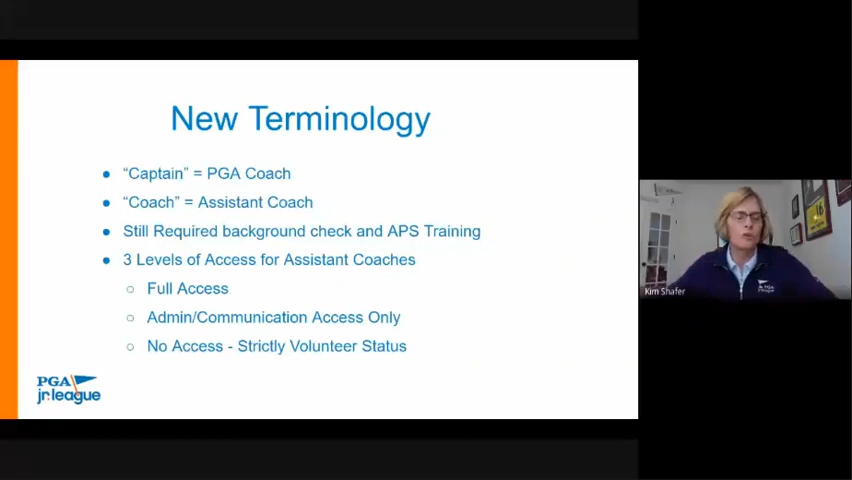 New Terminology
● “Captain” = PGA Coach
● “Coach” = Assistant Coach
● Still Required background check and APS Training
● 3 Levels of Access for Assistant Coaches
○ Full Access
○ Admin/Communication Access Only
○ No Access - Strictly Volunteer Status
PGA
jr.league
Kim Shafer